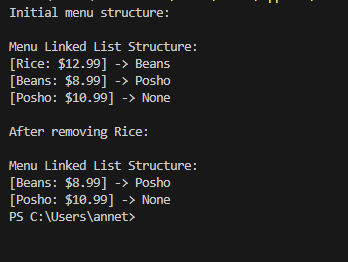 Initial menu structure:
Menu Linked List Structure:
[Rice: $12.99] -> Beans
[Beans: $8.99] -> Posho
[Posho: $10.99] -> None
After removing Rice:
Menu Linked List Structure:
[Beans: $8.99] -> Posho
[Posho: $10.99] -> None
PS C:\Users\annet>